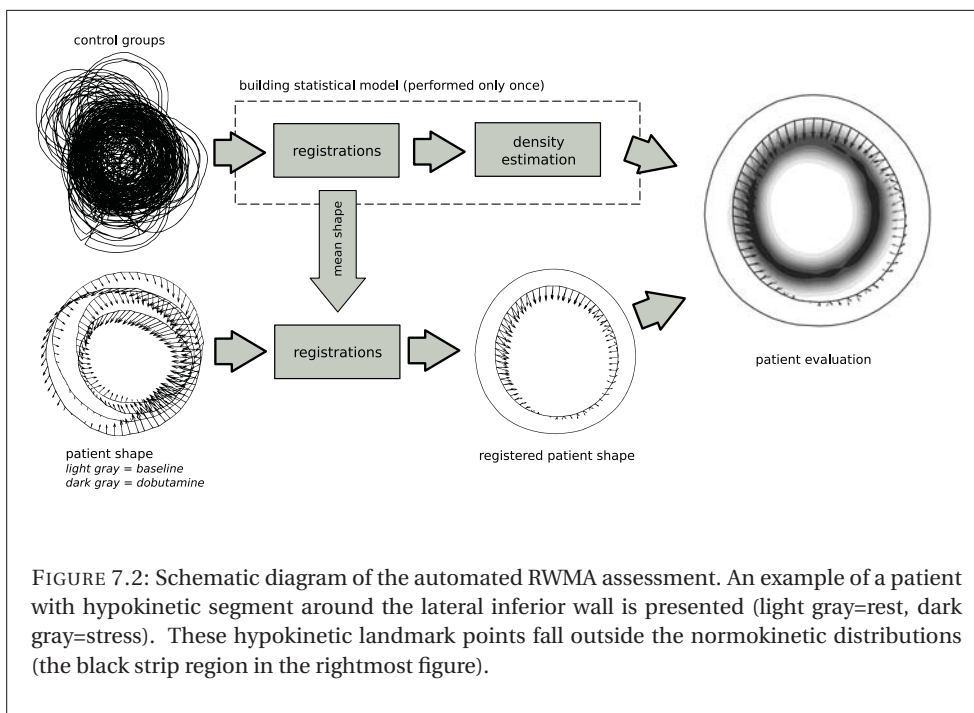 control groups
building statistical model (performed only once)
registrations
density
estimation
mean shape
registrations
patient evaluation
patient shape
light gray = baseline
dark gray = dobutamine
registered patient shape
FIGURE 7.2: Schematic diagram of the automated RWMA assessment. An example of a patient
with hypokinetic segment around the lateral inferior wall is presented (light gray=rest, dark
gray=stress). These hypokinetic landmark points fall outside the normokinetic distributions
(the black strip region in the rightmost figure).